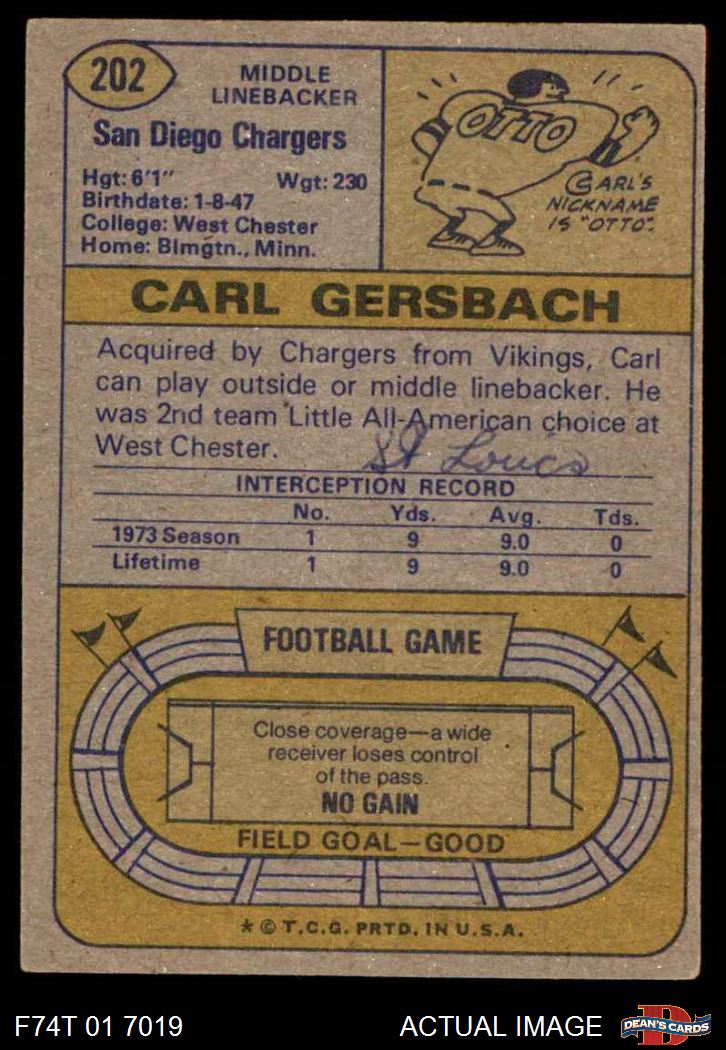 202
MIDDLE
LINEBACKER
San Diego Chargers
Hgt: 6'1" Wgt: 230
Birthdate: 1-8-47
College: West Chester
Home: Blmgtn., Minn.
OTTO
CARL'S
NICKNAME
IS "OTTO".
CARL GERSBACH
Acquired by Chargers from Vikings, Carl
can play outside or middle linebacker. He
was 2nd team Little All-American choice at
West Chester.
St Louis
INTERCEPTION RECORD
No. Yds. Avg. Tds.
1973 Season 1 9 9.0 0
Lifetime 1 9 9.0 0
FOOTBALL GAME
Close coverage—a wide
receiver loses control
of the pass.
NO GAIN
FIELD GOAL—GOOD
* © T.C.G. PRTD. IN U.S.A.
F74T 01 7019 ACTUAL IMAGE
D
DEAN'S CARDS